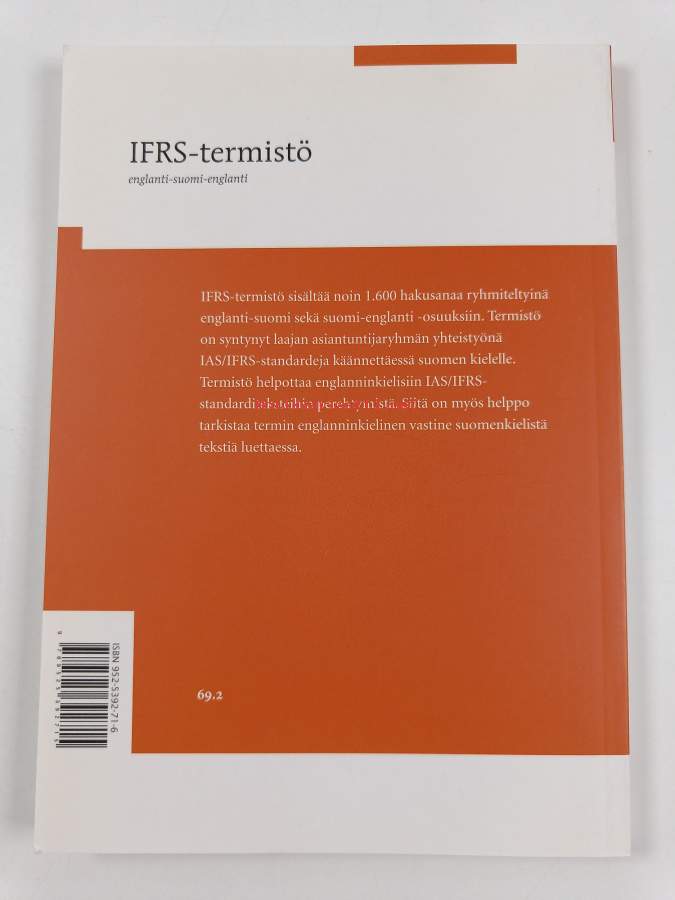 IFRS-termistö
englanti-suomi-englanti
IFRS-termistö sisältää noin 1.600 hakusanaa ryhmiteltyinä
englanti-suomi sekä suomi-englanti -osuuksiin. Termistö
on syntynyt laajan asiantuntijaryhmän yhteistyönä
IAS/IFRS-standardeja käännettäessä suomen kielelle.
Termistö helpottaa englanninkielisiin IAS/IFRS-
perehtymistä. Siitä on myös helppo
tarkistaa termin englanninkielinen vastine suomenkielistä
tekstiä luettaessa.
69.2
ISBN 952-5392-71-6